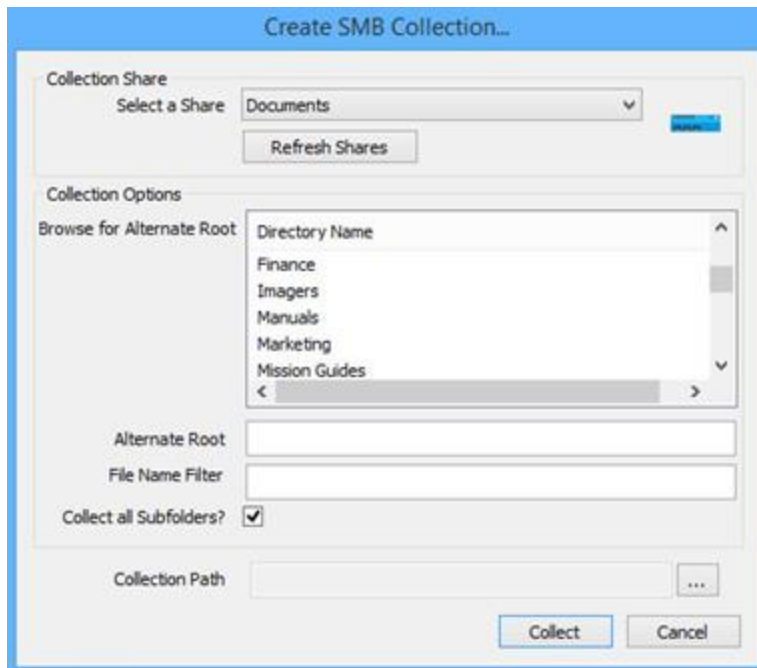 Create SMB Collection...
Collection Share
Select a Share Documents
Refresh Shares
Collection Options
Browse for Alternate Root Directory Name
Finance
Imagers
Manuals
Marketing
Mission Guides
Alternate Root
File Name Filter
Collect all Subfolders?
Collection Path ...
Collect Cancel